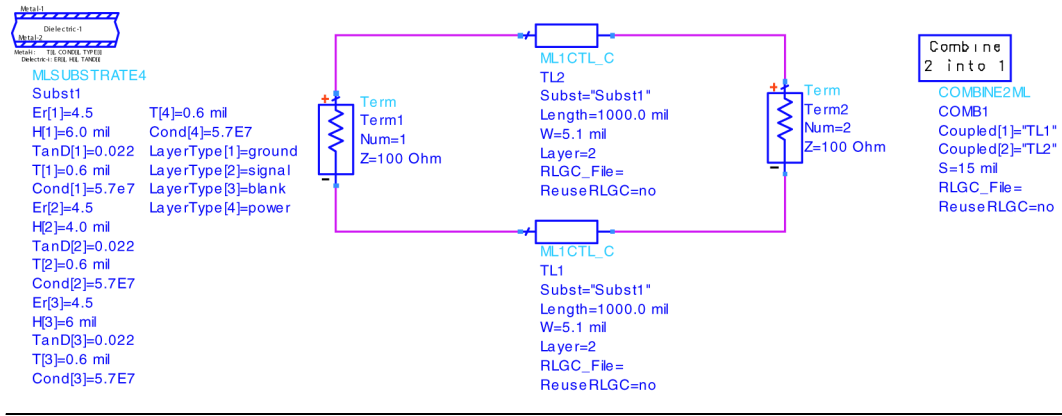 Metal-1
Dielectric-1
Metal-2
Metal-i: T[i], COND[i], TYPE[i]
Dielectric-i: ER[i], H[i], TAND[i]
MLSUBSTRATE4
Subst1
Er[1]=4.5
H[1]=6.0 mil
TanD[1]=0.022
T[1]=0.6 mil
Cond[1]=5.7e7
Er[2]=4.5
H[2]=4.0 mil
TanD[2]=0.022
T[2]=0.6 mil
Cond[2]=5.7E7
Er[3]=4.5
H[3]=6 mil
TanD[3]=0.022
T[3]=0.6 mil
Cond[3]=5.7E7
T[4]=0.6 mil
Cond[4]=5.7E7
LayerType[1]=ground
LayerType[2]=signal
LayerType[3]=blank
LayerType[4]=power
Term
Term1
Num=1
Z=100 Ohm
ML1CTL_C
TL2
Subst="Subst1"
Length=1000.0 mil
W=5.1 mil
Layer=2
RLGC_File=
ReuseRLGC=no
ML1CTL_C
TL1
Subst="Subst1"
Length=1000.0 mil
W=5.1 mil
Layer=2
RLGC_File=
ReuseRLGC=no
Term
Term2
Num=2
Z=100 Ohm
Combine
2 into 1
COMBINE2ML
COMB1
Coupled[1]="TL1"
Coupled[2]="TL2"
S=15 mil
RLGC_File=
ReuseRLGC=no